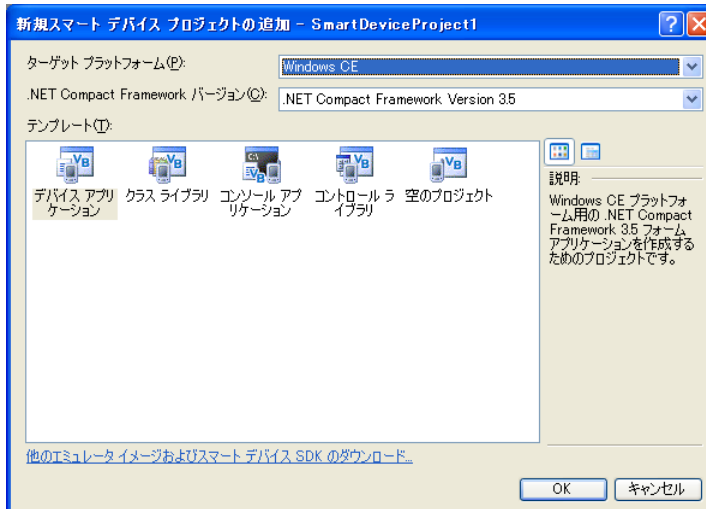 新規スマート デバイス プロジェクトの追加 - SmartDeviceProject1
ターゲット プラットフォーム(P):
Windows CE
.NET Compact Framework バージョン(C):
.NET Compact Framework Version 3.5
テンプレート(T):
デバイス アプリ
ケーション
クラス ライブラリ
コンソール アプ
リケーション
コントロール ラ
イブラリ
空のプロジェクト
説明:
Windows CE プラットフォ
ーム用の .NET Compact
Framework 3.5 フォーム
アプリケーションを作成する
ためのプロジェクトです。
他のエミュレータ イメージおよびスマート デバイス SDK のダウンロード...
OK
キャンセル